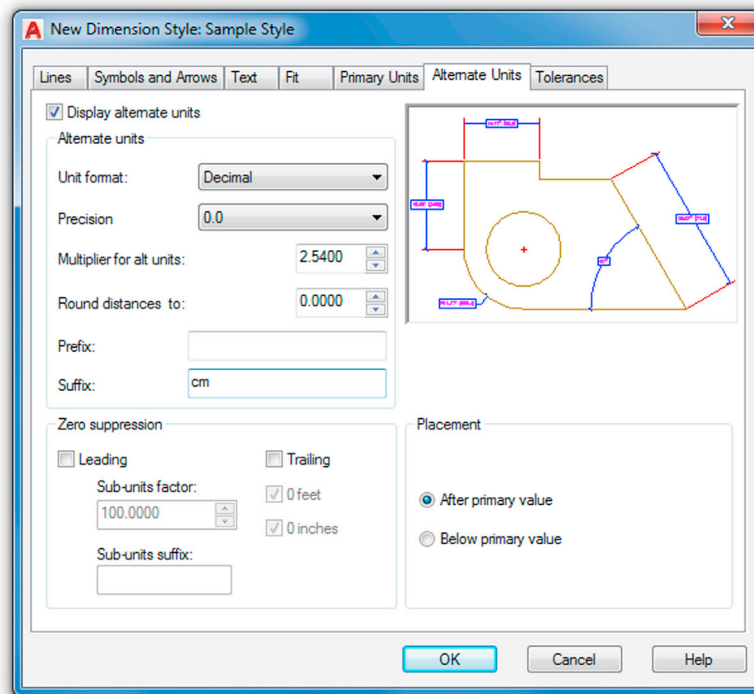 New Dimension Style: Sample Style
Lines
Symbols and Arrows
Text
Fit
Primary Units
Alternate Units
Tolerances
Display alternate units
Alternate units
Unit format:
Decimal
Precision
0.0
Multiplier for alt units:
2.5400
Round distances to:
0.0000
Prefix:
Suffix:
cm
Zero suppression
Leading
Trailing
Sub-units factor:
0 feet
100.0000
0 inches
Sub-units suffix:
Placement
After primary value
Below primary value
OK
Cancel
Help